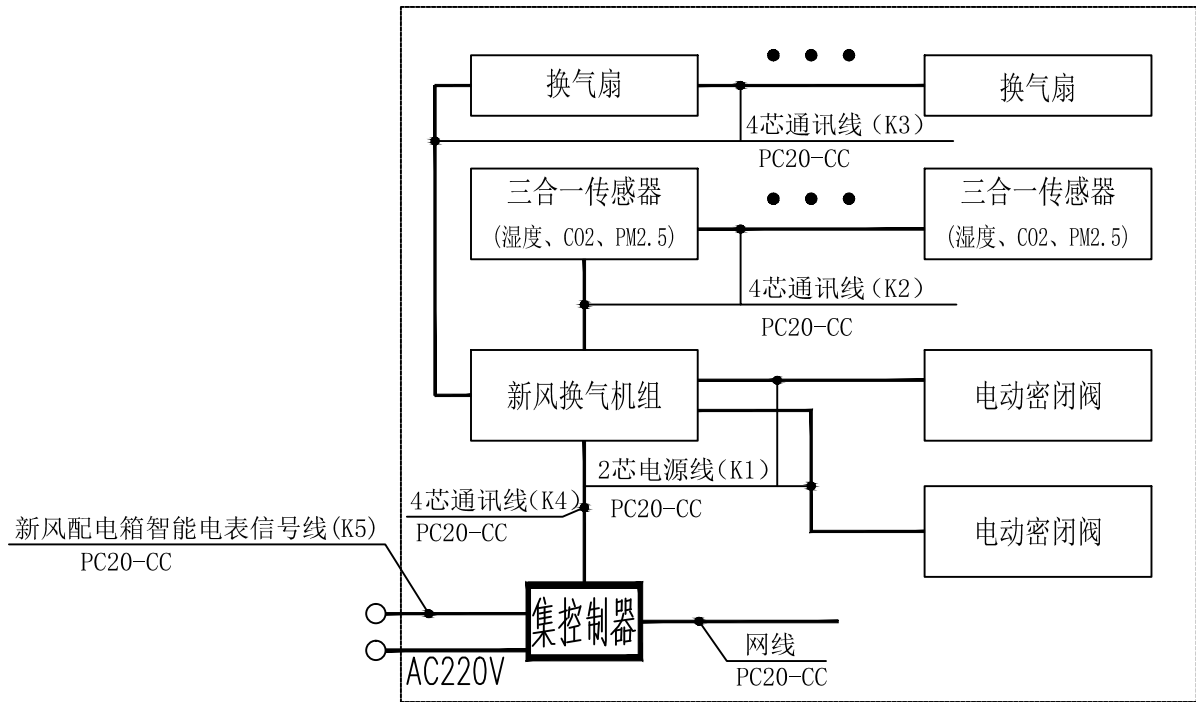 换气扇
换气扇
4芯通讯线(K3)
PC20-CC
三合一传感器
(湿度、CO2、PM2.5)
三合一传感器
(湿度、CO2、PM2.5)
4芯通讯线(K2)
PC20-CC
新风换气机组
电动密闭阀
2芯电源线(K1)
PC20-CC
4芯通讯线(K4)
PC20-CC
电动密闭阀
新风配电箱智能电表信号线(K5)
PC20-CC
集控制器
AC220V
网线
PC20-CC